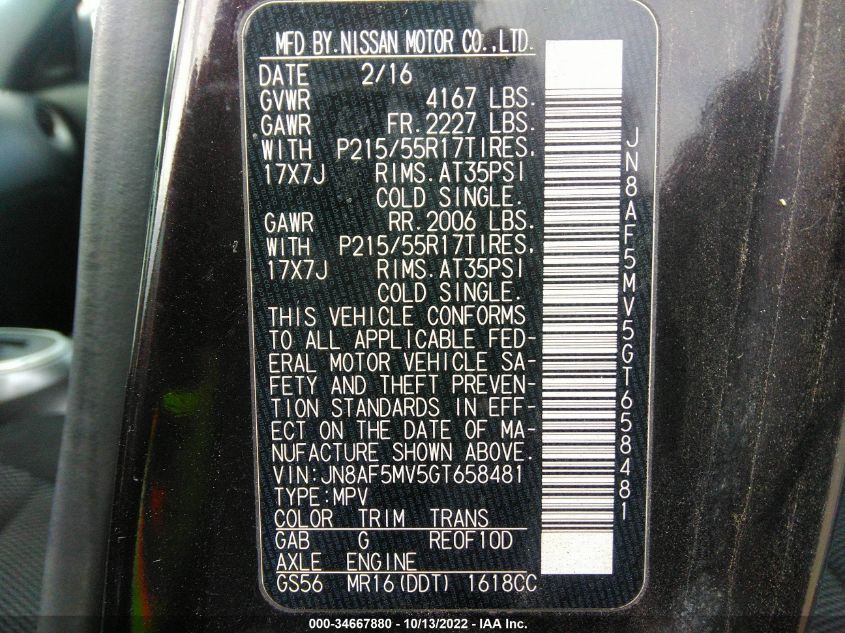 MFD BY.NISSAN MOTOR CO.,LTD.
DATE 2/16
GVWR 4167 LBS.
GAWR FR.2227 LBS.
WITH P215/55R17TIRES.
17X7J RIMS.AT35PSI
COLD SINGLE.
GAWR RR.2006 LBS.
WITH P215/55R17TIRES.
17X7J RIMS.AT35PSI
COLD SINGLE.
THIS VEHICLE CONFORMS
TO ALL APPLICABLE FED-
ERAL MOTOR VEHICLE SA-
FETY AND THEFT PREVEN-
TION STANDARDS IN EFF-
ECT ON THE DATE OF MA-
NUFACTURE SHOWN ABOVE.
VIN:JN8AF5MV5GT658481
TYPE:MPV
COLOR TRIM TRANS
GAB G RE0F10D
AXLE ENGINE
GS56 MR16(DDT) 1618CC
JN8AF5MV5GT658481
000-34667880 - 10/13/2022 - IAA Inc.